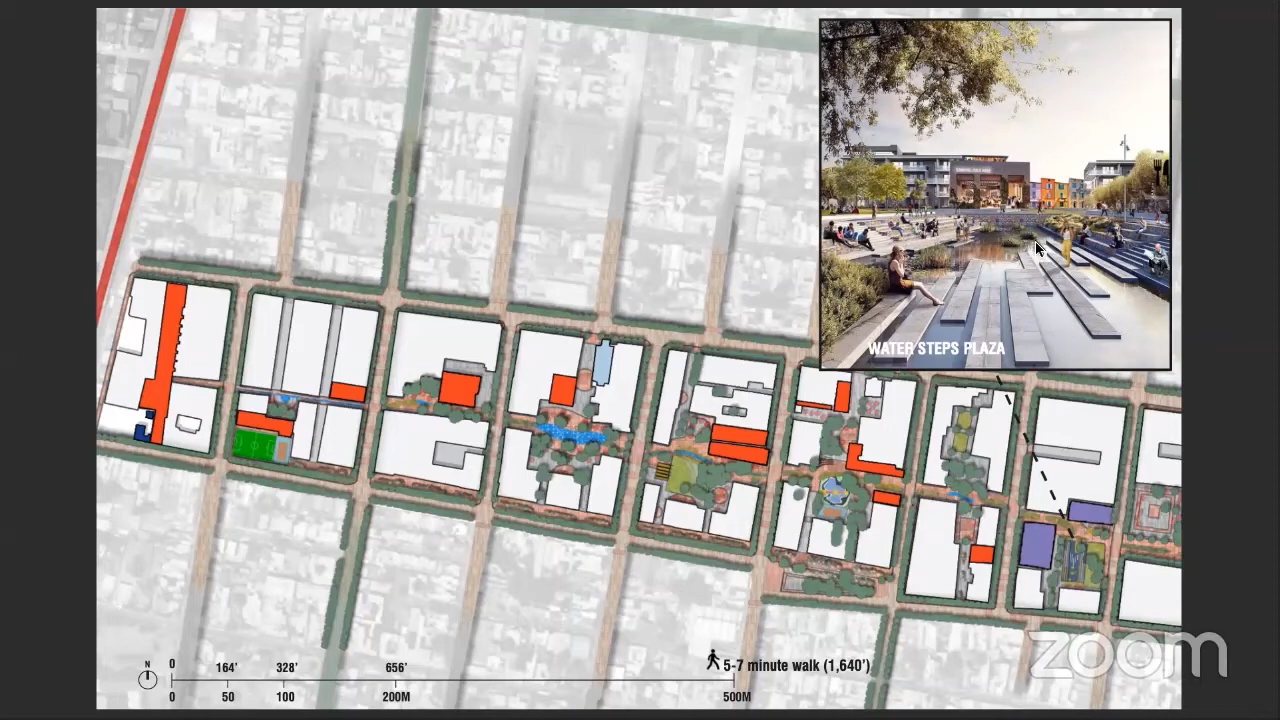 WATER STEPS PLAZA
N
0
164'
328'
656'
5-7 minute walk (1,640')
0
50
100
200M
500M
zoom